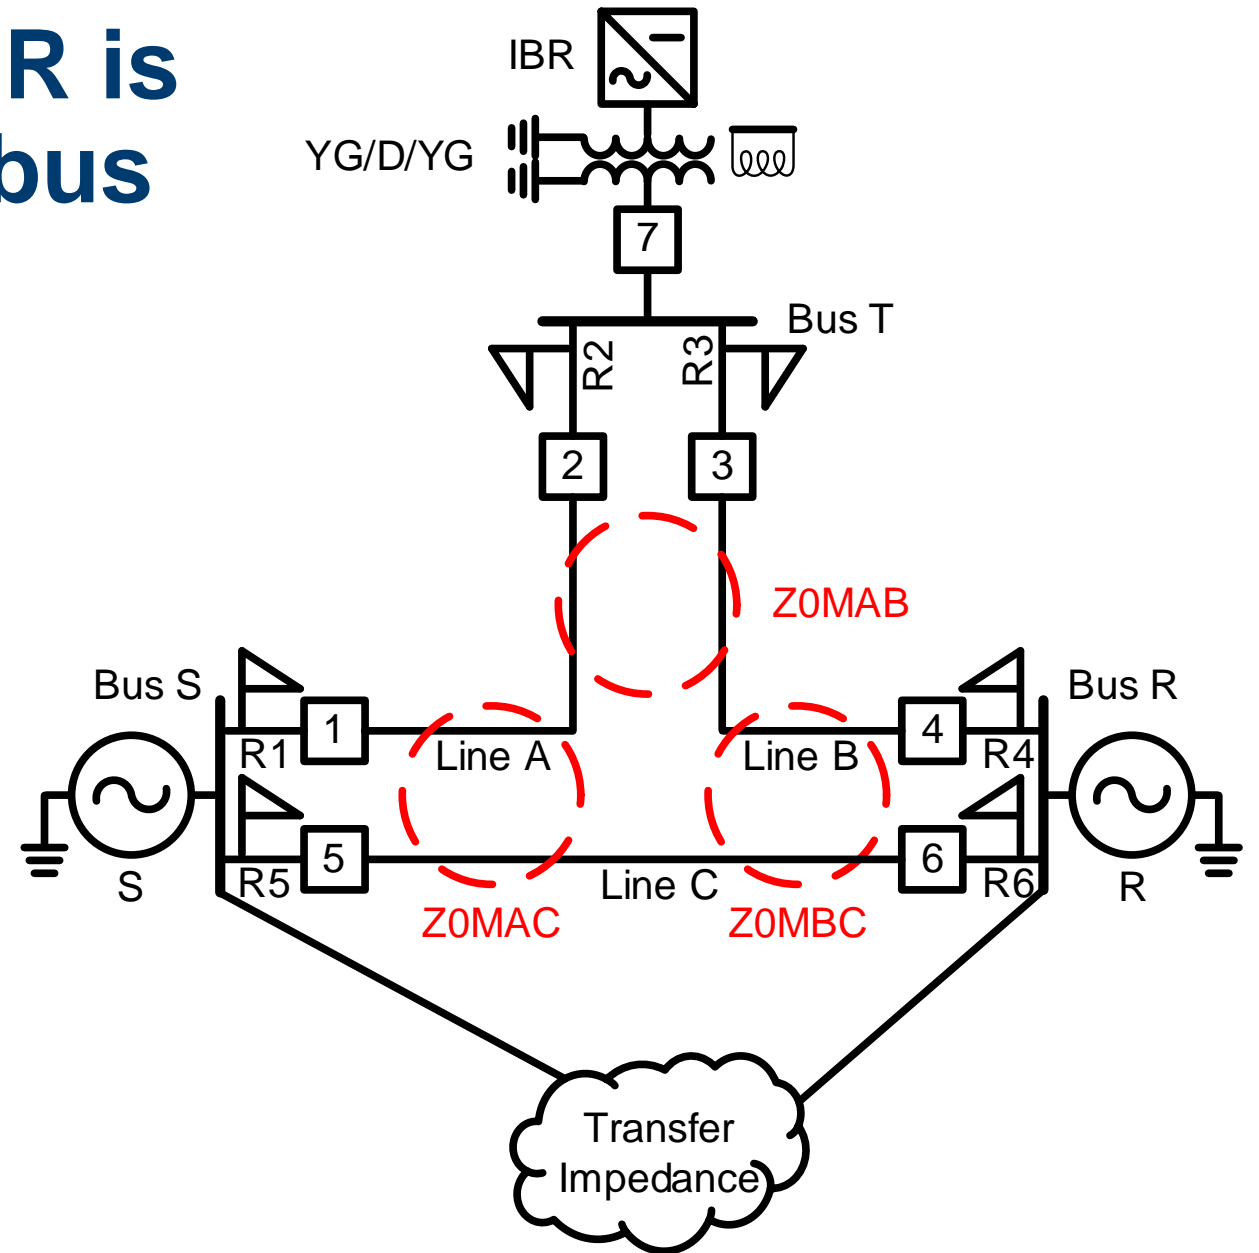 R is
bus
IBR
YG/D/YG
7
Bus T
R2
R3
2
3
Z0MAB
Bus S
Bus R
1
4
R1
Line A
Line B
R4
5
6
R5
Line C
R6
S
R
Z0MAC
Z0MBC
Transfer
Impedance